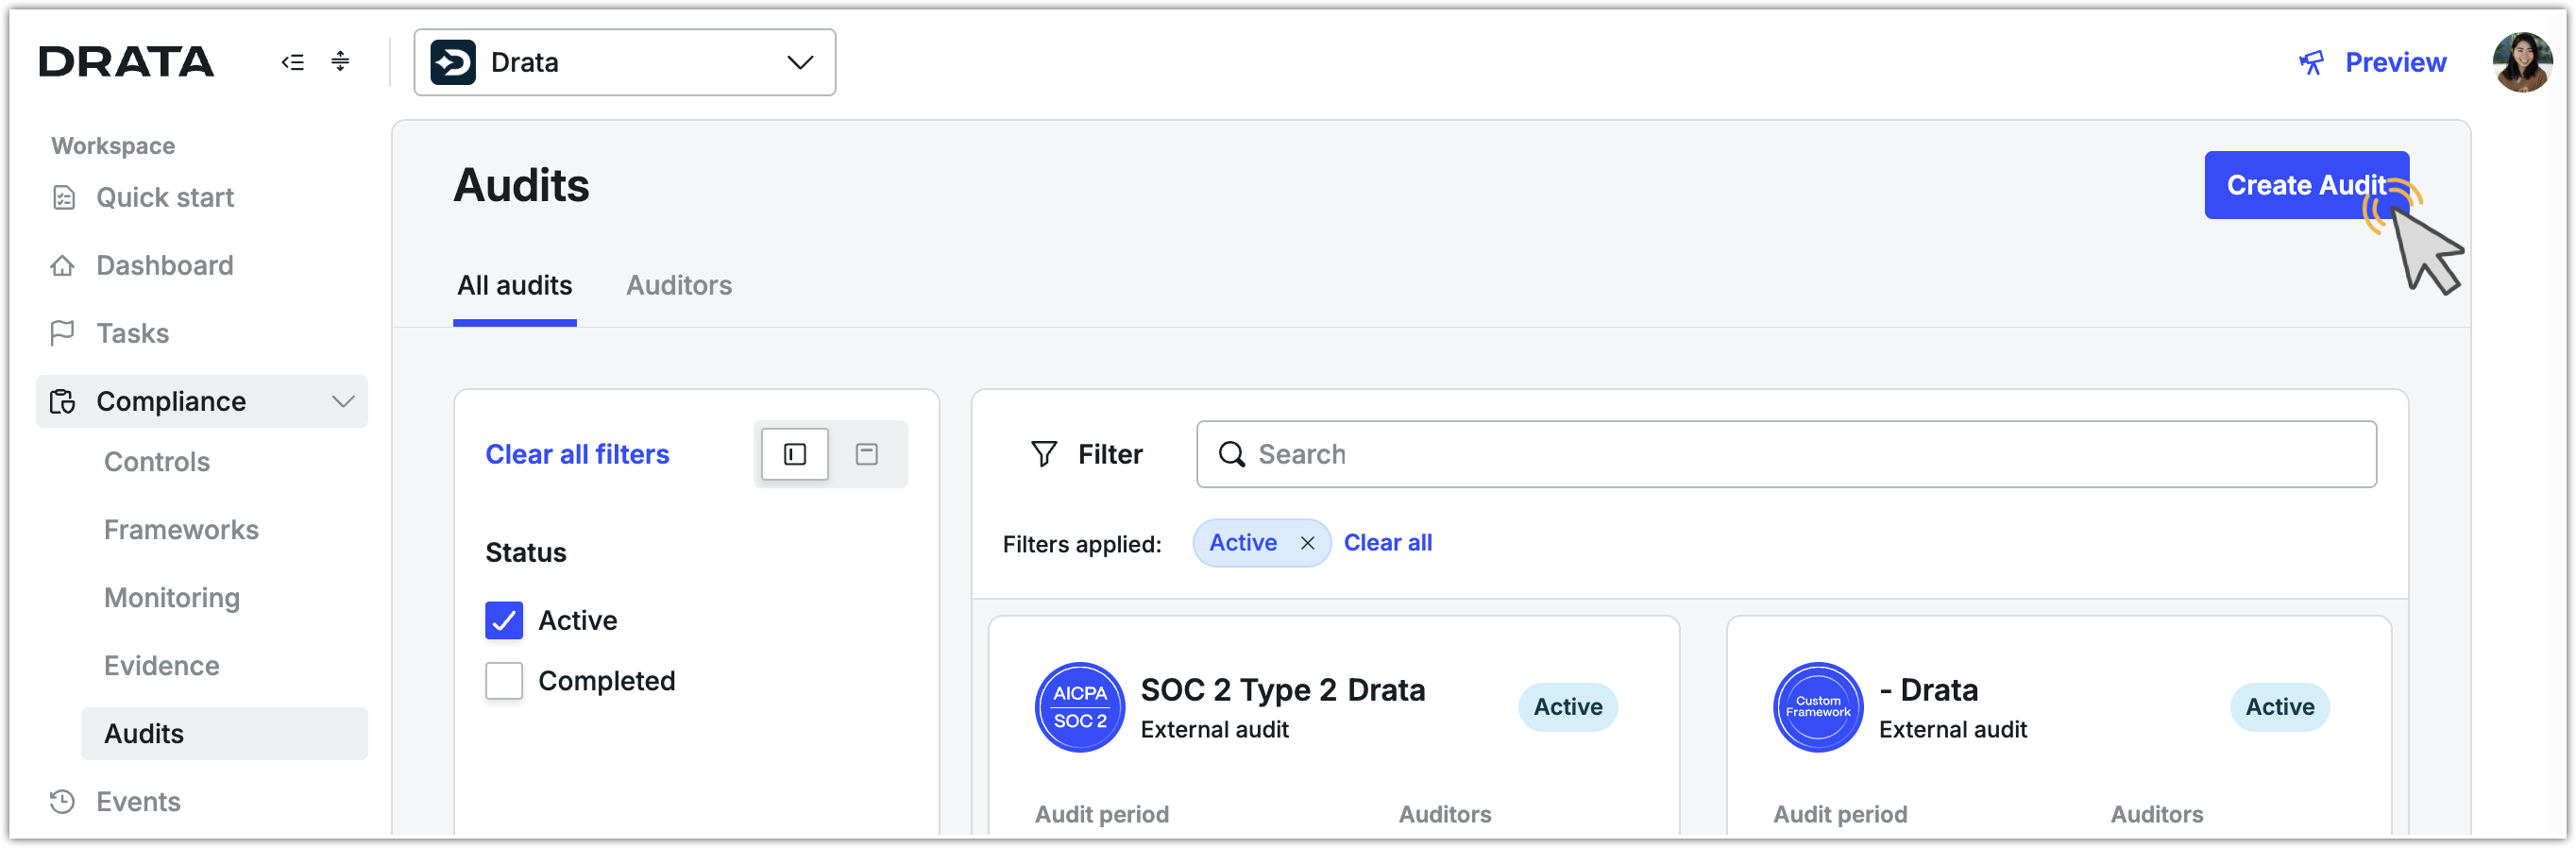 DRATA
Drata
Preview
Workspace
Quick start
Dashboard
Tasks
Compliance
Controls
Frameworks
Monitoring
Evidence
Audits
Events
Audits
Create Audit
All audits
Auditors
Clear all filters
Status
Active
Completed
Filter
Search
Filters applied:
Active
Clear all
AICPA
SOC 2
SOC 2 Type 2 Drata
External audit
Active
Audit period
Auditors
Custom
Framework
- Drata
External audit
Active
Audit period
Auditors